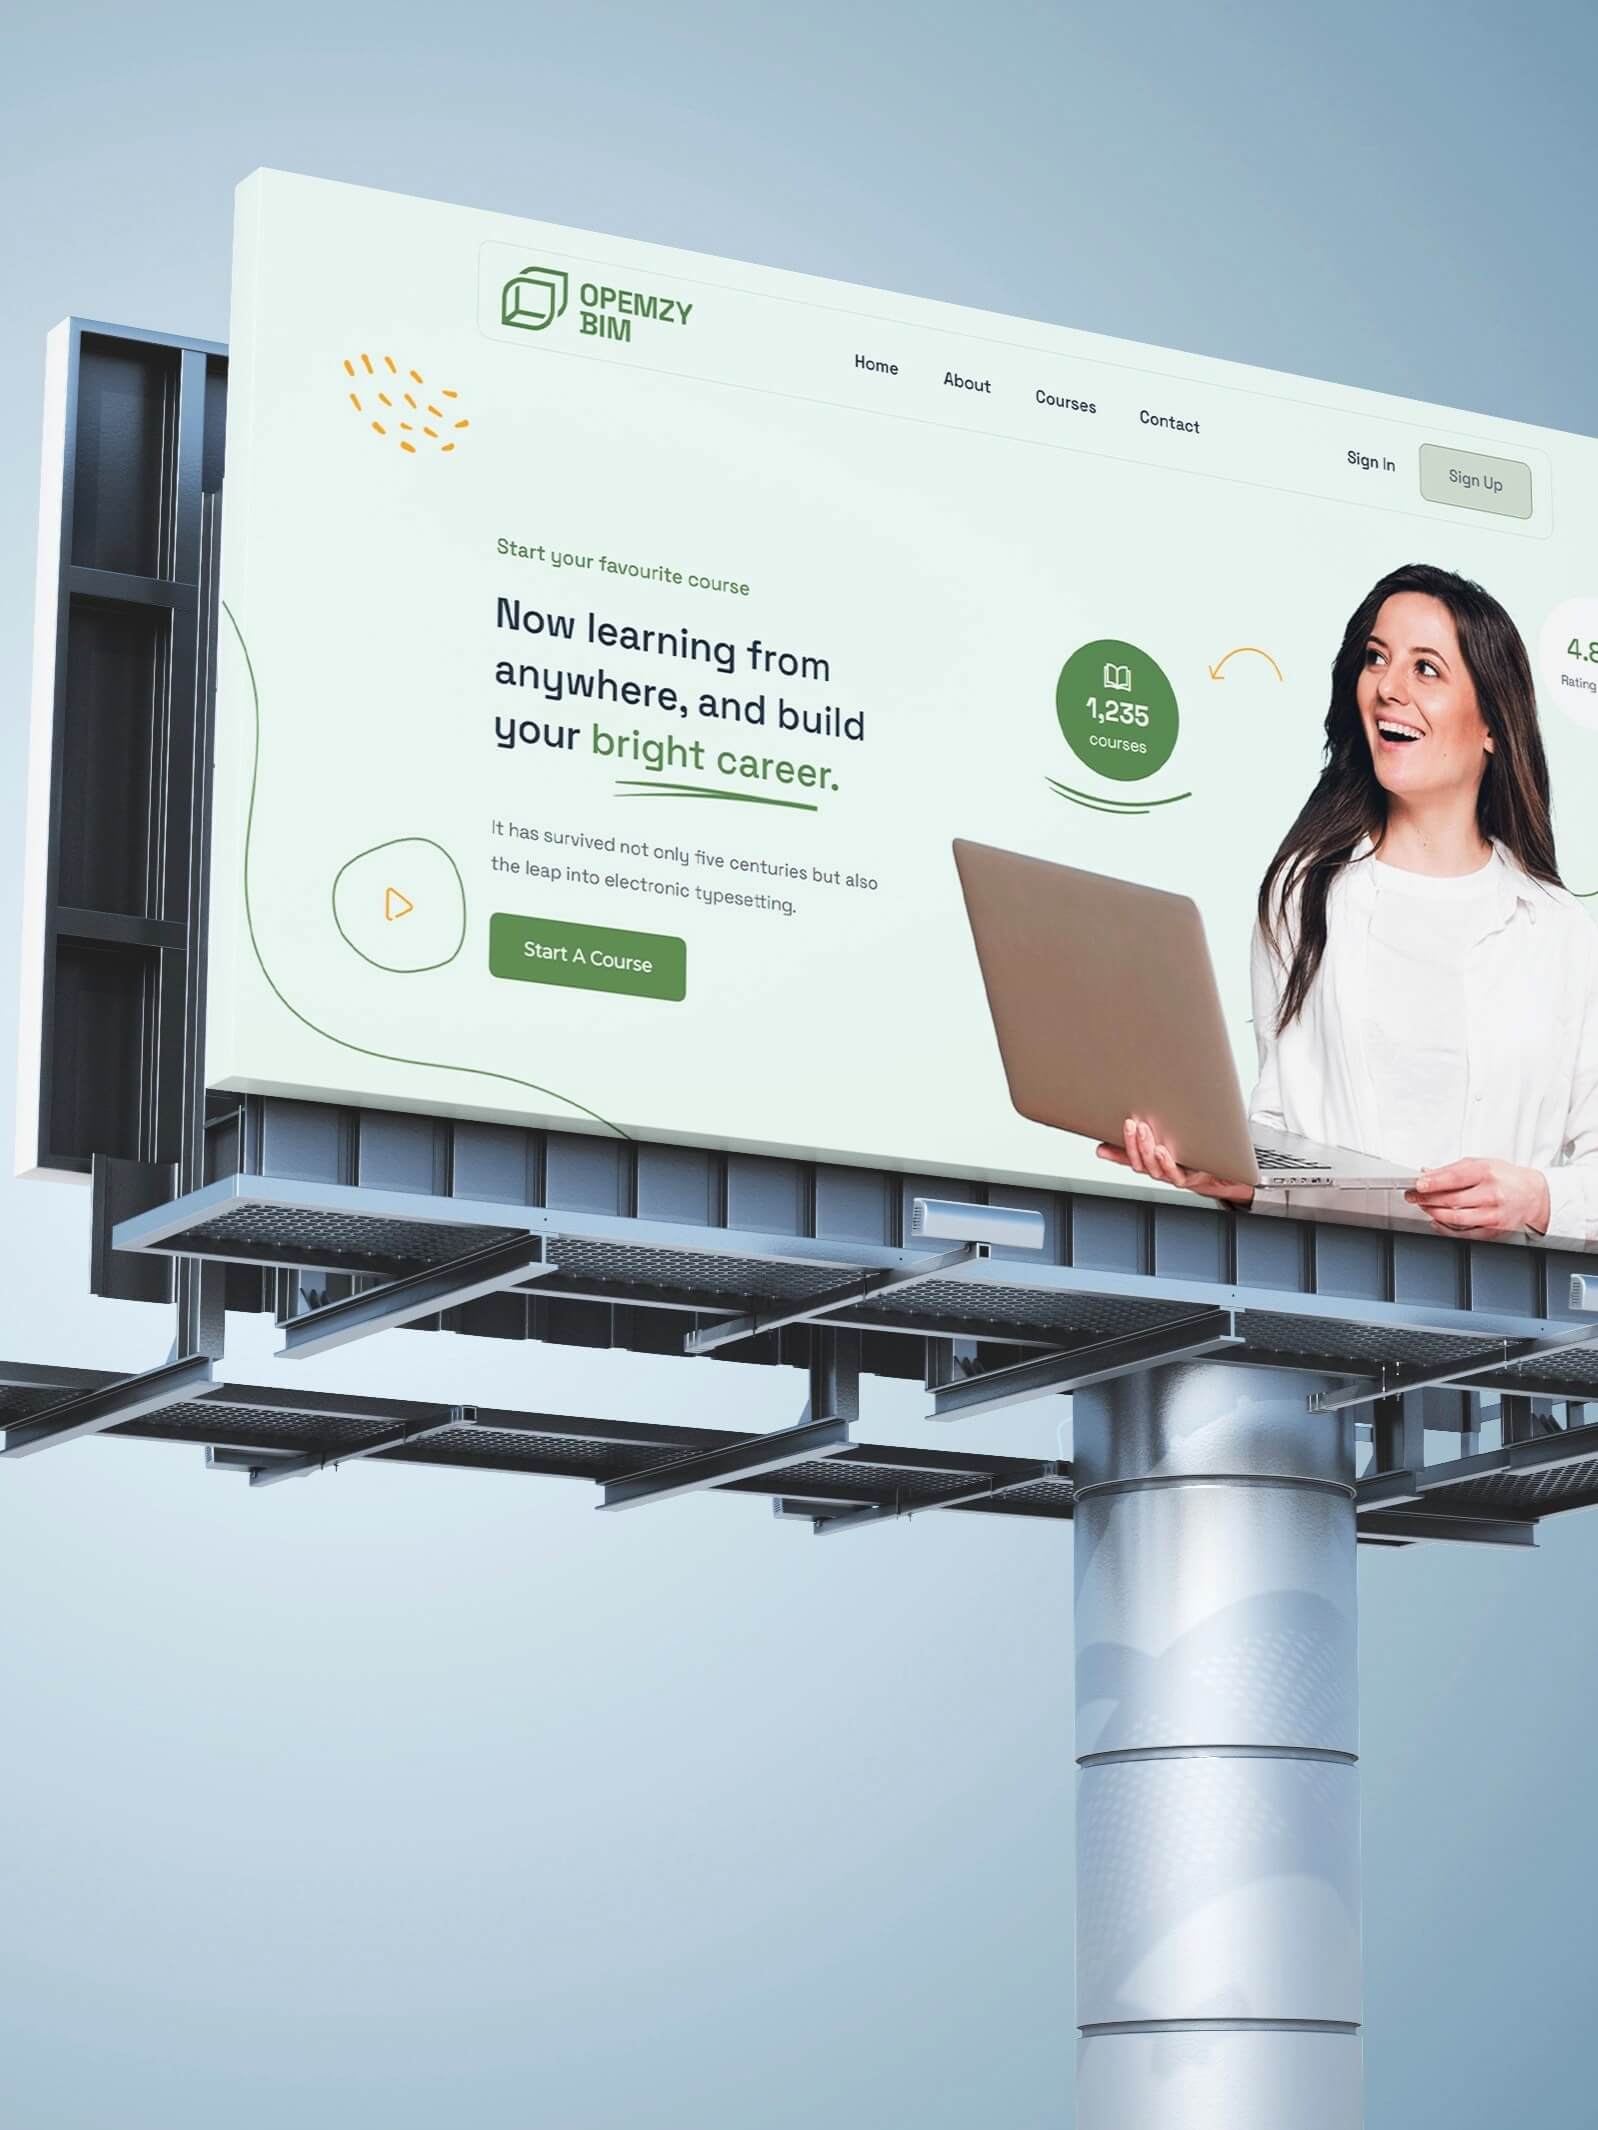 OPEMZY
BIM
Home
About
Courses
Contact
Sign In
Sign Up
Start your favourite course
Now learning from
anywhere, and build
your bright career.
It has survived not only five centuries but also
the leap into electronic typesetting.
Start A Course
1,235
courses
4.8
Rating